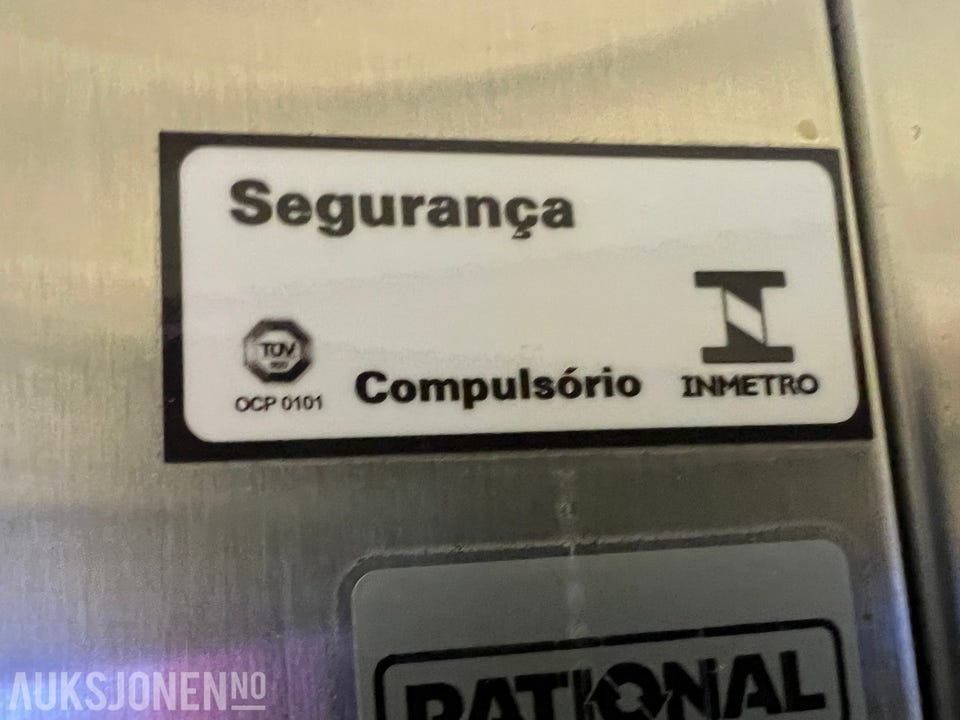 Segurança
TÜV
OCP 0101
Compulsório
INMETRO
RATIONAL
AUKSJONEN NO